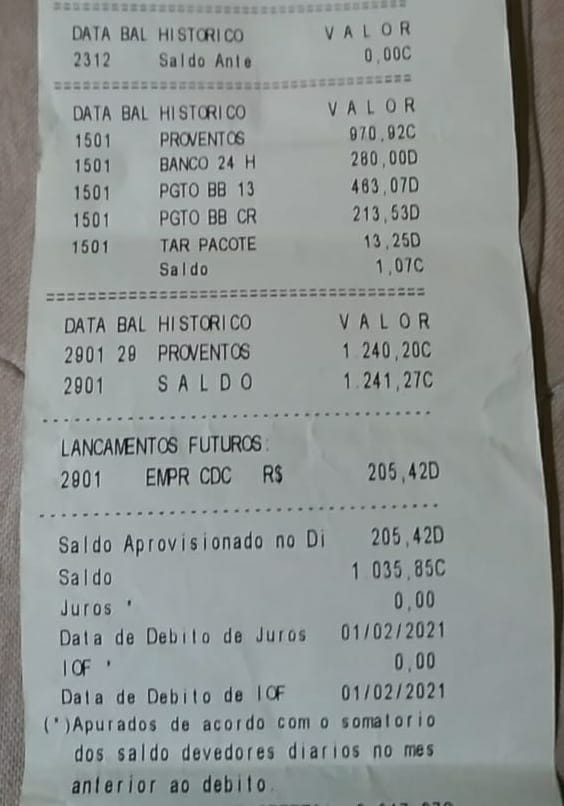 DATA BAL HISTORICO V A L O R
2312 Saldo Ante 0,00C
DATA BAL HISTORICO V A L O R
1501 PROVENTOS 970,92C
1501 BANCO 24 H 280,00D
1501 PGTO BB 13 463,07D
1501 PGTO BB CR 213,53D
1501 TAR PACOTE 13,25D
Saldo 1,07C
DATA BAL HISTORICO V A L O R
2901 29 PROVENTOS 1.240,20C
2901 S A L D O 1.241,27C
LANCAMENTOS FUTUROS:
2901 EMPR CDC R$ 205,42D
Saldo Aprovisionado no Di 205,42D
Saldo 1.035,85C
Juros * 0,00
Data de Debito de Juros 01/02/2021
IOF * 0,00
Data de Debito de IOF 01/02/2021
(*)Apurados de acordo com o somatorio
dos saldo devedores diarios no mes
anterior ao debito.